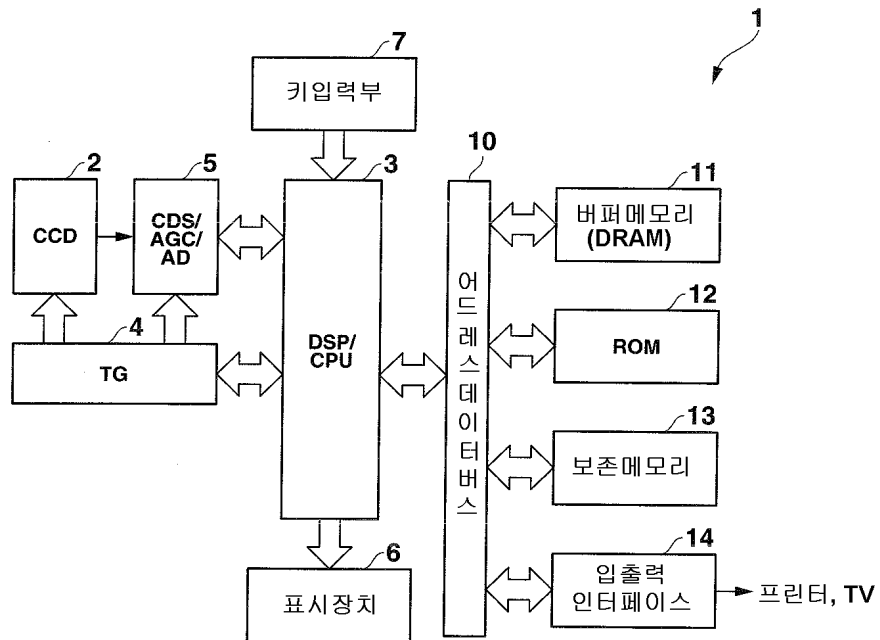 1
7
키입력부
2
5
3
10
11
CCD
CDS/
AGC/
AD
버퍼메모리
(DRAM)
4
TG
DSP/
CPU
어드레스데이터버스
12
ROM
13
보존메모리
6
표시장치
14
입출력
인터페이스
프린터, TV